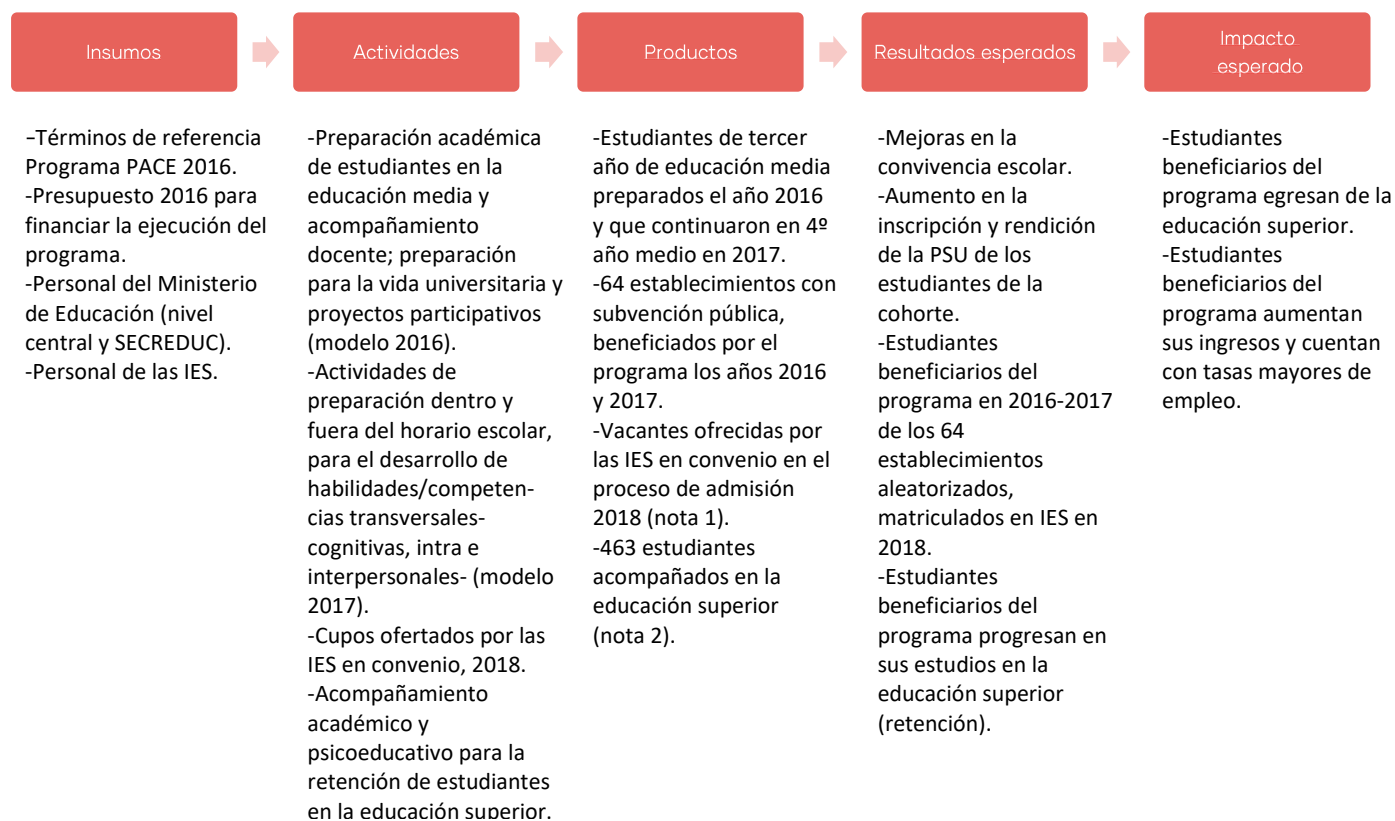 Insumos
Actividades
Productos
Resultados esperados
Impacto
esperado
-Términos de referencia
Programa PACE 2016.
-Presupuesto 2016 para
financiar la ejecución del
programa.
-Personal del Ministerio
de Educación (nivel
central y SECREDUC).
-Personal de las IES.
-Preparación académica
de estudiantes en la
educación media y
acompañamiento
docente; preparación
para la vida universitaria y
proyectos participativos
(modelo 2016).
-Actividades de
preparación dentro y
fuera del horario escolar,
para el desarrollo de
habilidades/competen-
cias transversales-
cognitivas, intra e
interpersonales- (modelo
2017).
-Cupos ofertados por las
IES en convenio, 2018.
-Acompañamiento
académico y
psicoeducativo para la
retención de estudiantes
en la educación superior.
-Estudiantes de tercer
año de educación media
preparados el año 2016
y que continuaron en 4º
año medio en 2017.
-64 establecimientos con
subvención pública,
beneficiados por el
programa los años 2016
y 2017.
-Vacantes ofrecidas por
las IES en convenio en el
proceso de admisión
2018 (nota 1).
-463 estudiantes
acompañados en la
educación superior
(nota 2).
-Mejoras en la
convivencia escolar.
-Aumento en la
inscripción y rendición
de la PSU de los
estudiantes de la
cohorte.
-Estudiantes
beneficiarios del
programa en 2016-2017
de los 64
establecimientos
aleatorizados,
matriculados en IES en
2018.
-Estudiantes
beneficiarios del
programa progresan en
sus estudios en la
educación superior
(retención).
-Estudiantes
beneficiarios del
programa egresan de la
educación superior.
-Estudiantes
beneficiarios del
programa aumentan
sus ingresos y cuentan
con tasas mayores de
empleo.